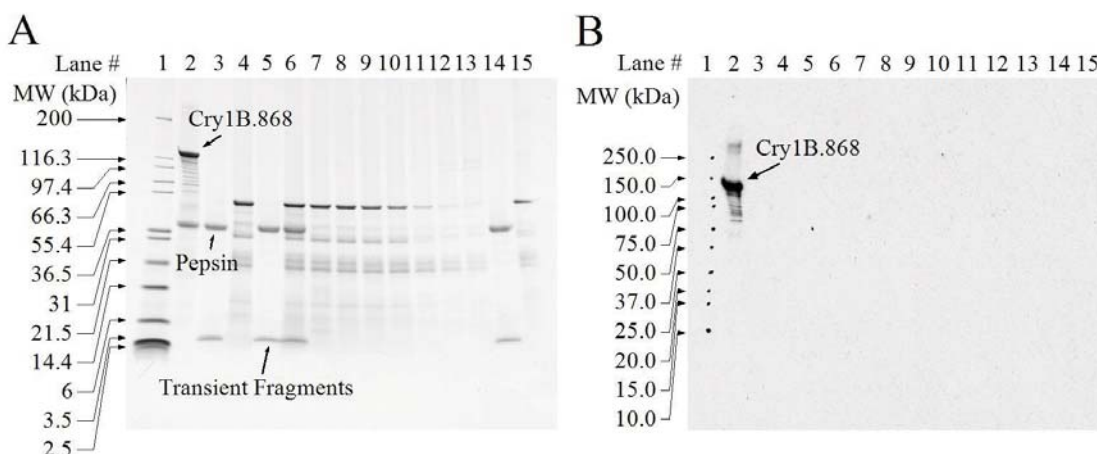 A
Lane # 1 2 3 4 5 6 7 8 9 10 11 12 13 14 15
MW (kDa)
200
Cry1B.868
116.3
97.4
66.3
55.4
Pepsin
36.5
31
21.5
14.4
Transient Fragments
6
3.5
2.5
B
Lane # 1 2 3 4 5 6 7 8 9 10 11 12 13 14 15
MW (kDa)
Cry1B.868
250.0
150.0
100.0
75.0
50.0
37.0
25.0
20.0
15.0
10.0